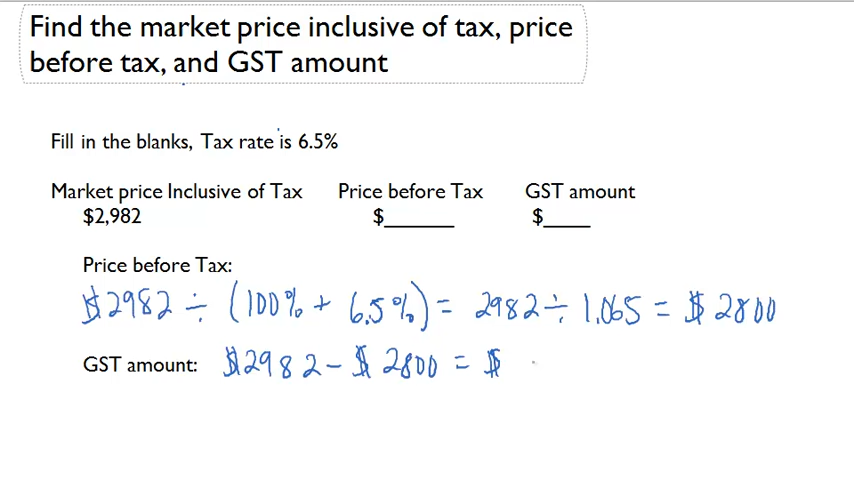 Find the market price inclusive of tax, price
before tax, and GST amount
Fill in the blanks, Tax rate is 6.5%
Market price Inclusive of Tax Price before Tax GST amount
$2,982 $_______ $_____
Price before Tax:
$2982 ÷ (100% + 6.5%) = 2982 ÷ 1.065 = $ 2800
GST amount: $2982 - $ 2800 = $